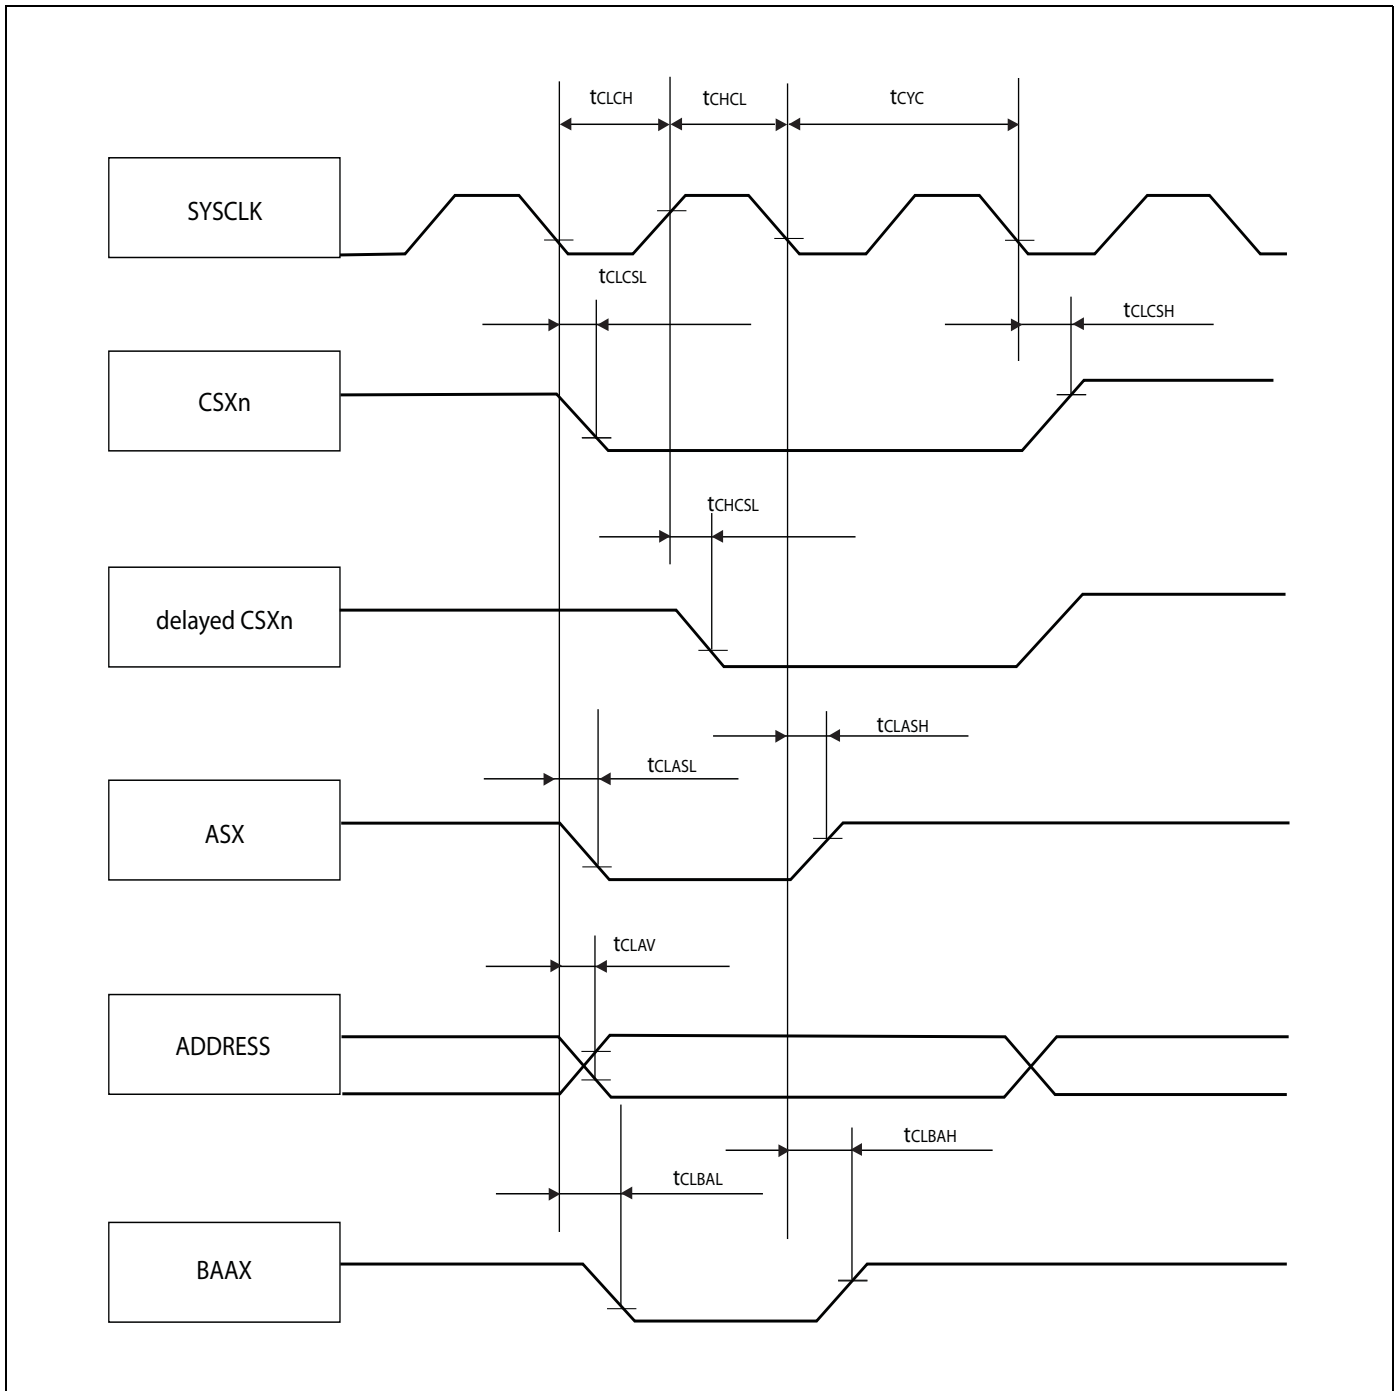 tCLCH
tCHCL
tCYC
SYSCLK
tCLCSL
tCLCSH
CSXn
tCHCSL
delayed CSXn
tCLASH
tCLASL
ASX
tCLAV
ADDRESS
tCLBAH
tCLBAL
BAAX